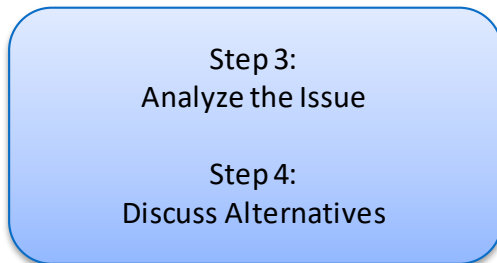 Step 3:
Analyze the Issue
Step 4:
Discuss Alternatives